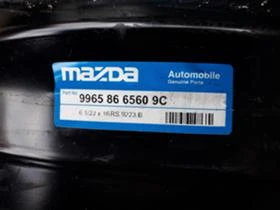 mazda
Automobile
Genuine Parts
Part No
9965 86 6560 9C
6 1/2J x 16RS.9223.B